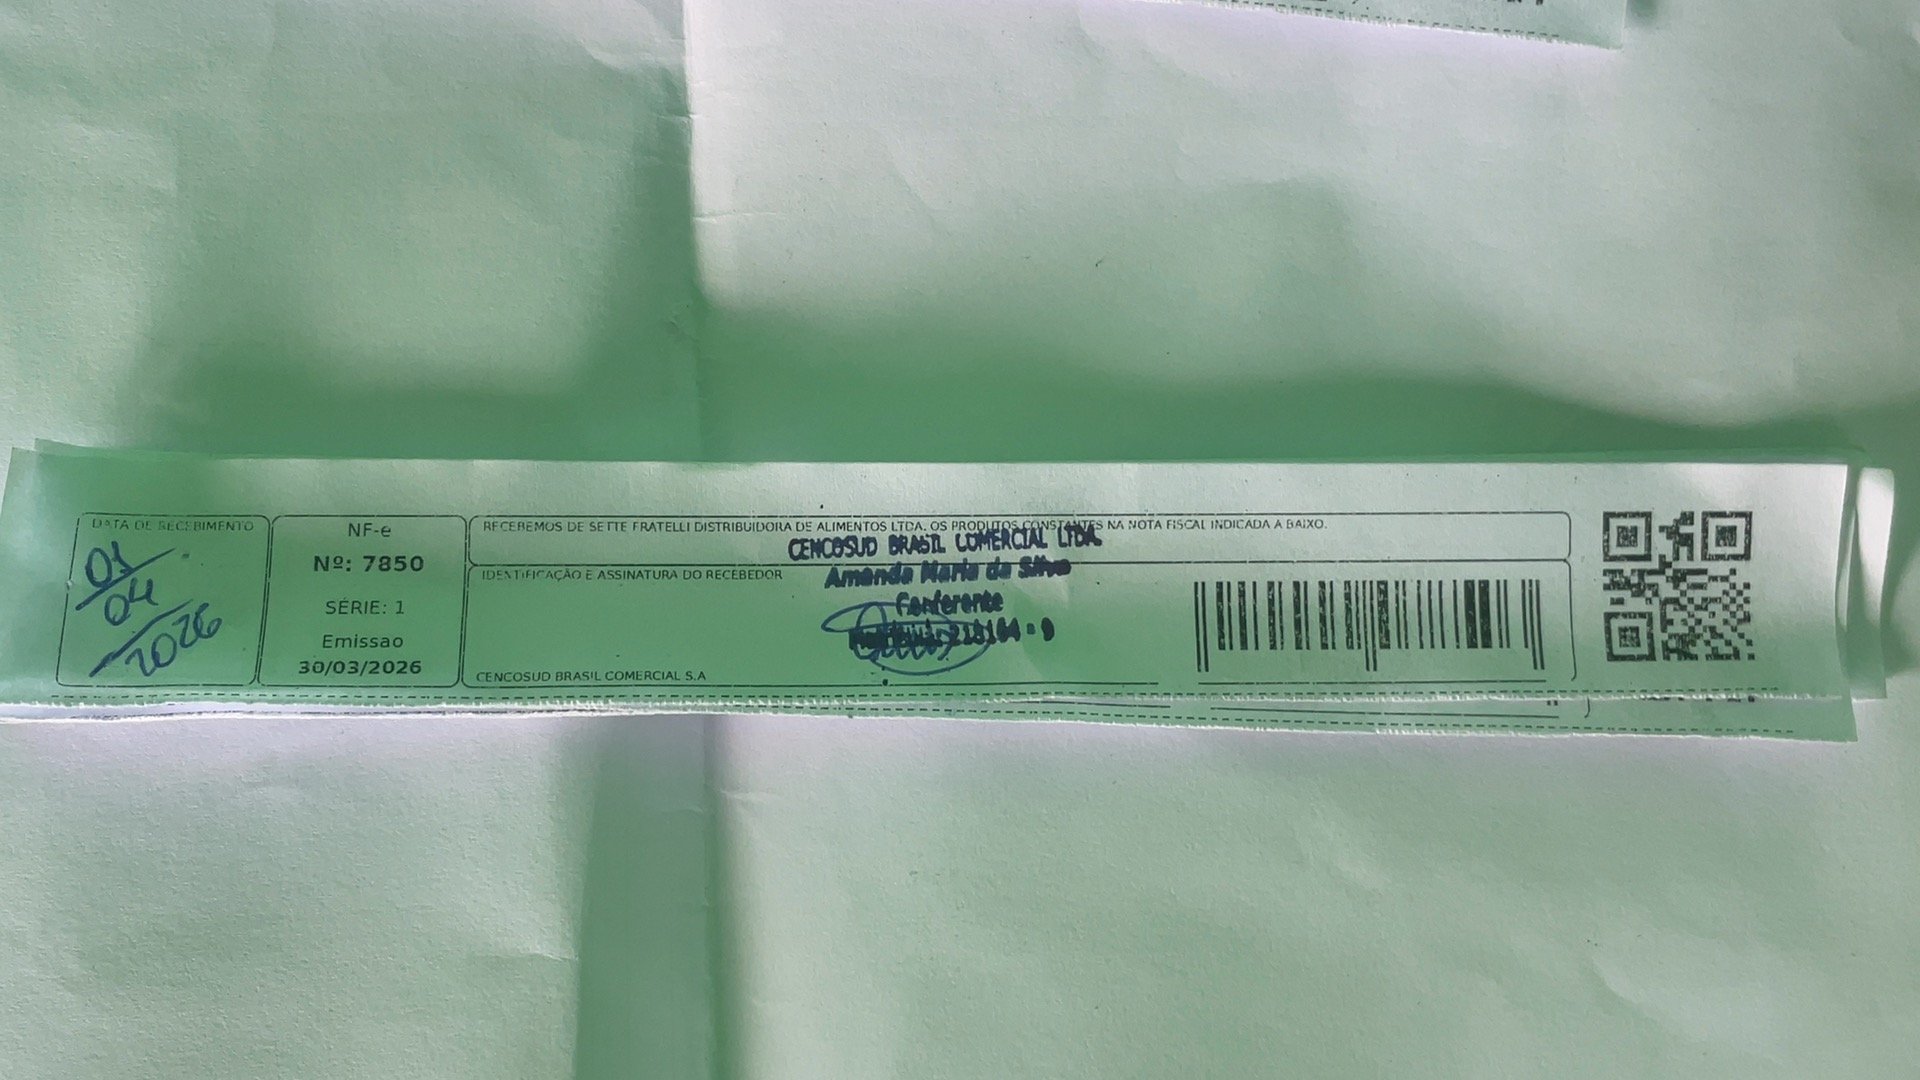 DATA DE RECEBIMENTO
01
04
2026
NF-e
Nº: 7850
SÉRIE: 1
Emissao
30/03/2026
RECEBEMOS DE SETTE FRATELLI DISTRIBUIDORA DE ALIMENTOS LTDA. OS PRODUTOS CONSTANTES NA NOTA FISCAL INDICADA A BAIXO.
CENCOSUD BRASIL COMERCIAL LTDA.
IDENTIFICAÇÃO E ASSINATURA DO RECEBEDOR
Amanda Maria da Silva
Conferente
CENCOSUD BRASIL COMERCIAL S.A